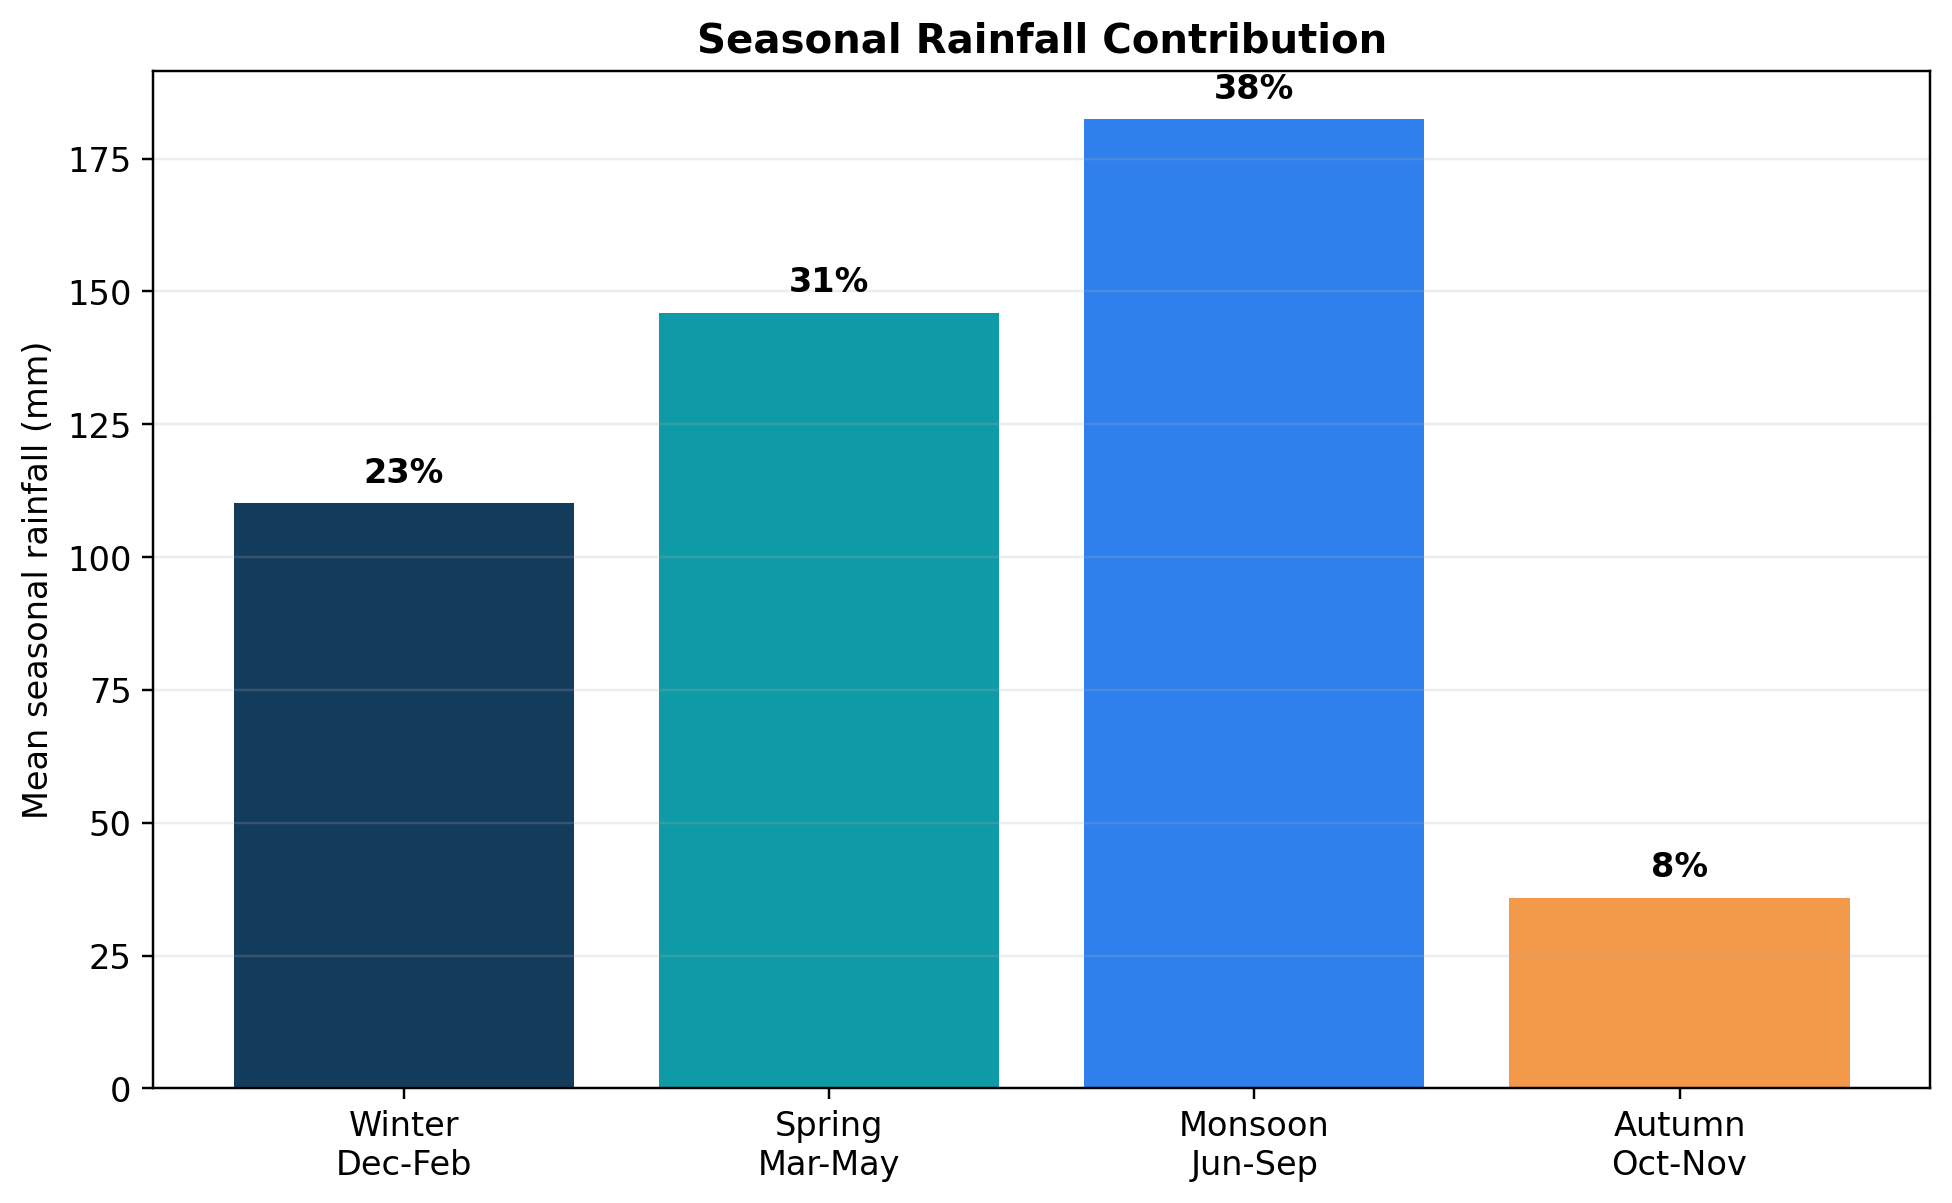 Seasonal Rainfall Contribution
38%
175
31%
150
Mean seasonal rainfall (mm)
125
23%
100
75
50
8%
25
0
Winter
Dec-Feb
Spring
Mar-May
Monsoon
Jun-Sep
Autumn
Oct-Nov